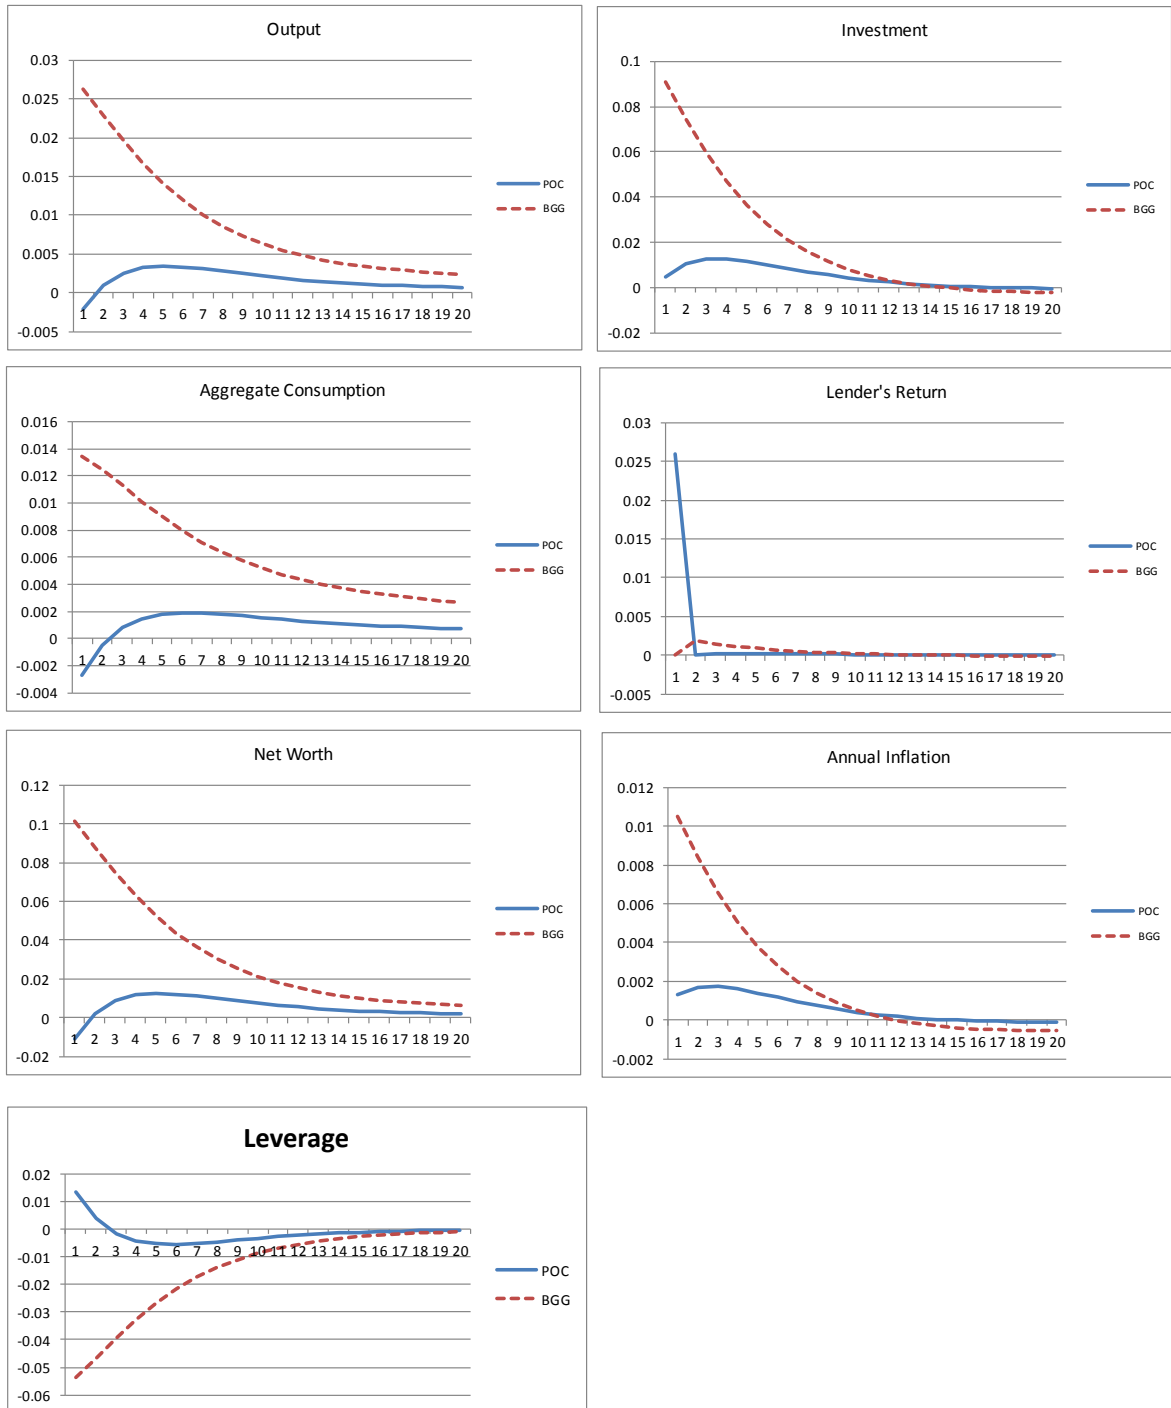 Output
0.03
0.025
0.02
0.015
0.01
0.005
0
-0.005
1 2 3 4 5 6 7 8 9 10 11 12 13 14 15 16 17 18 19 20
POC
BGG
Investment
0.1
0.08
0.06
0.04
0.02
0
-0.02
1 2 3 4 5 6 7 8 9 10 11 12 13 14 15 16 17 18 19 20
POC
BGG
Aggregate Consumption
0.016
0.014
0.012
0.01
0.008
0.006
0.004
0.002
0
-0.002
-0.004
1 2 3 4 5 6 7 8 9 10 11 12 13 14 15 16 17 18 19 20
POC
BGG
Lender's Return
0.03
0.025
0.02
0.015
0.01
0.005
0
-0.005
1 2 3 4 5 6 7 8 9 10 11 12 13 14 15 16 17 18 19 20
POC
BGG
Net Worth
0.12
0.1
0.08
0.06
0.04
0.02
0
-0.02
1 2 3 4 5 6 7 8 9 10 11 12 13 14 15 16 17 18 19 20
POC
BGG
Annual Inflation
0.012
0.01
0.008
0.006
0.004
0.002
0
-0.002
1 2 3 4 5 6 7 8 9 10 11 12 13 14 15 16 17 18 19 20
POC
BGG
Leverage
0.02
0.01
0
-0.01
-0.02
-0.03
-0.04
-0.05
-0.06
1 2 3 4 5 6 7 8 9 10 11 12 13 14 15 16 17 18 19 20
POC
BGG